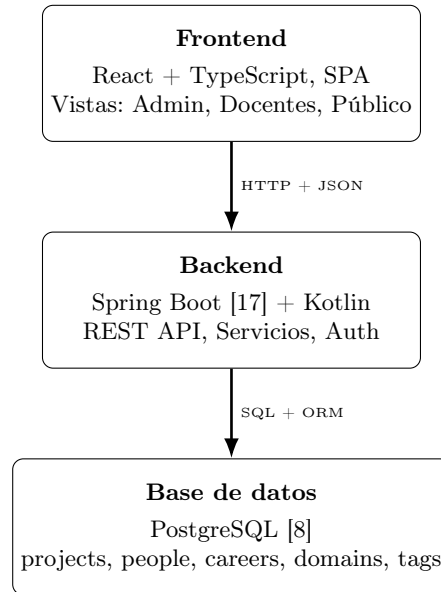 Frontend
React + TypeScript, SPA
Vistas: Admin, Docentes, Público
HTTP + JSON
Backend
Spring Boot [17] + Kotlin
REST API, Servicios, Auth
SQL + ORM
Base de datos
PostgreSQL [8]
projects, people, careers, domains, tags